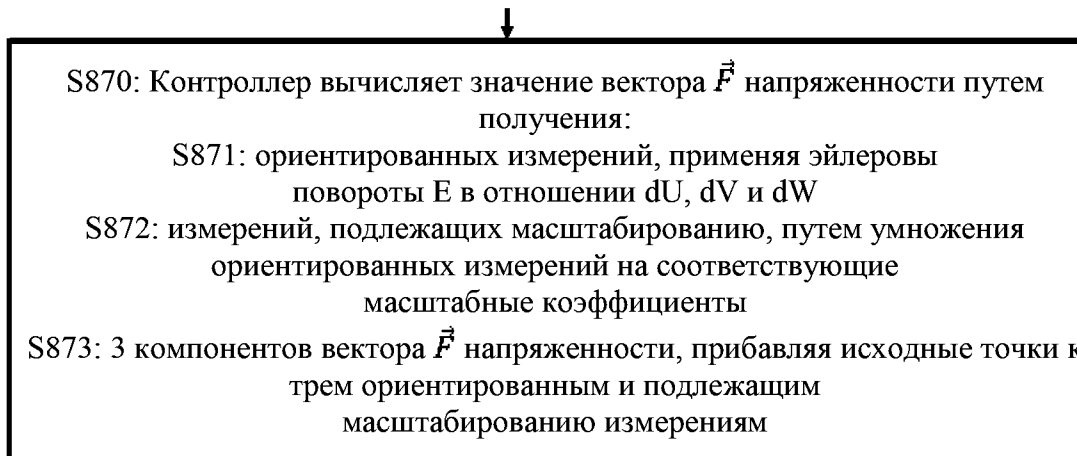 S870: Контроллер вычисляет значение вектора F⃗ напряженности путем
получения:
S871: ориентированных измерений, применяя эйлеровы
повороты E в отношении dU, dV и dW
S872: измерений, подлежащих масштабированию, путем умножения
ориентированных измерений на соответствующие
масштабные коэффициенты
S873: 3 компонентов вектора F⃗ напряженности, прибавляя исходные точки к
трем ориентированным и подлежащим
масштабированию измерениям